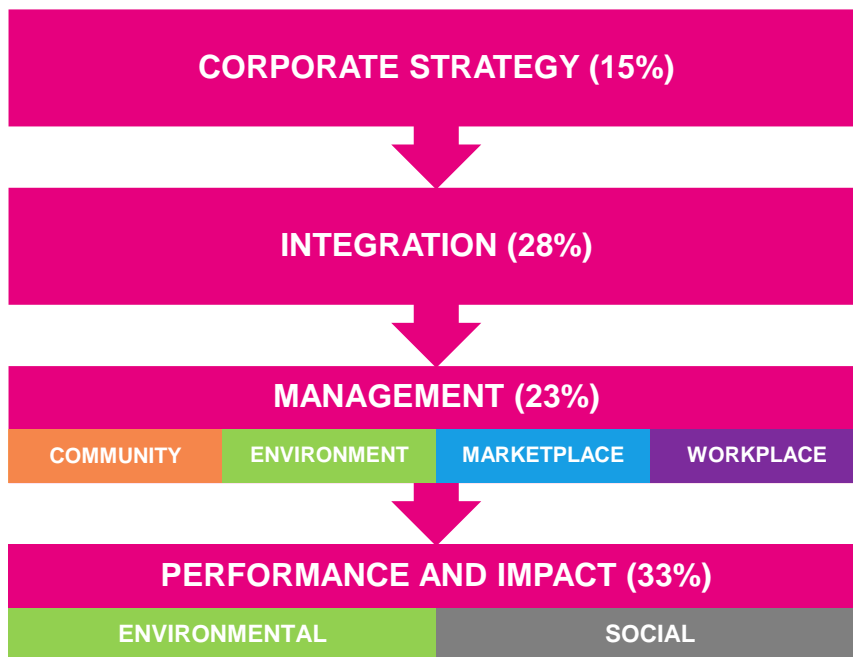 CORPORATE STRATEGY (15%)
INTEGRATION (28%)
MANAGEMENT (23%)
COMMUNITY
ENVIRONMENT
MARKETPLACE
WORKPLACE
PERFORMANCE AND IMPACT (33%)
ENVIRONMENTAL
SOCIAL